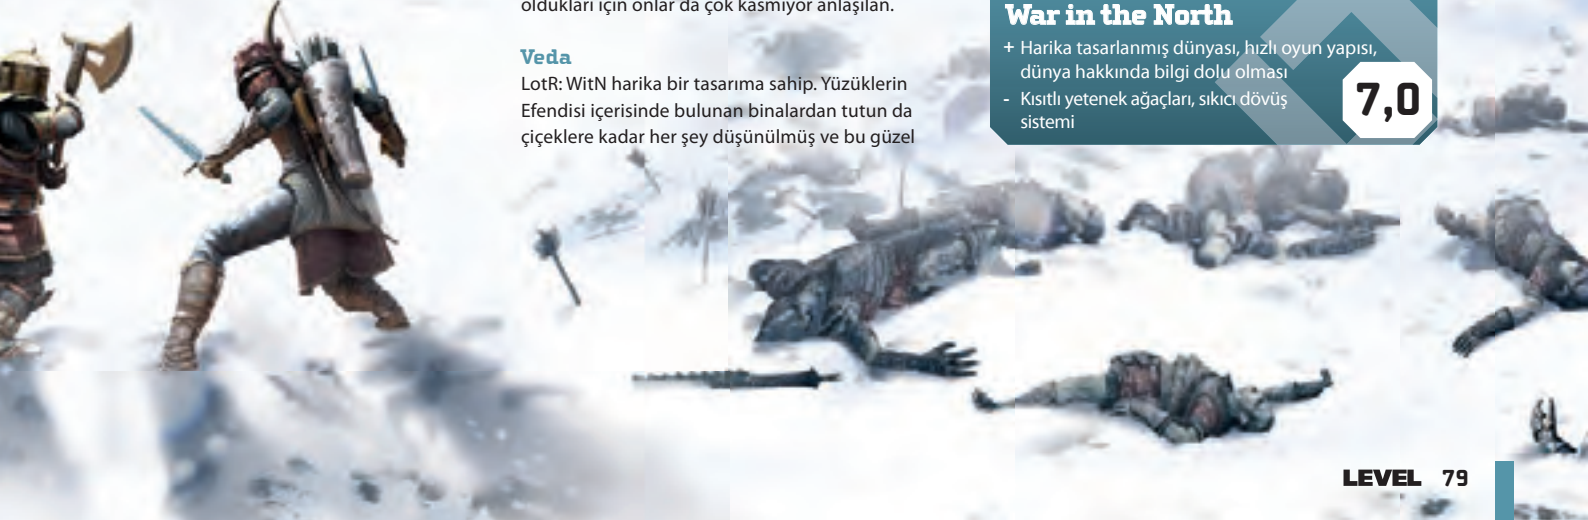 oldukları için onlar da çok kasmıyor anlaşılan.
Veda
LotR: WitN harika bir tasarıma sahip. Yüzüklerin
Efendisi içerisinde bulunan binalardan tutun da
çiçeklere kadar her şey düşünülmüş ve bu güzel
War in the North
+ Harika tasarlanmış dünyası, hızlı oyun yapısı,
dünya hakkında bilgi dolu olması
- Kısıtlı yetenek ağaçları, sıkıcı dövüş
sistemi
7,0
LEVEL 79